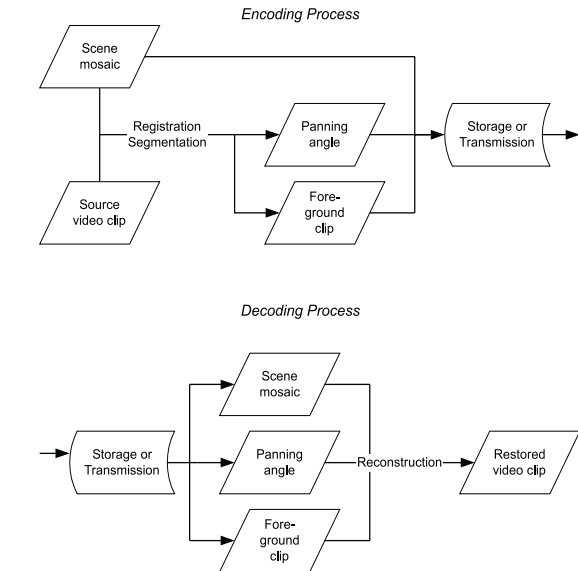 Encoding Process
Scene
mosaic
Registration
Segmentation
Panning
angle
Storage or
Transmission
Source
video clip
Fore-
ground
clip
Decoding Process
Scene
mosaic
Storage or
Transmission
Panning
angle
Reconstruction
Restored
video clip
Fore-
ground
clip